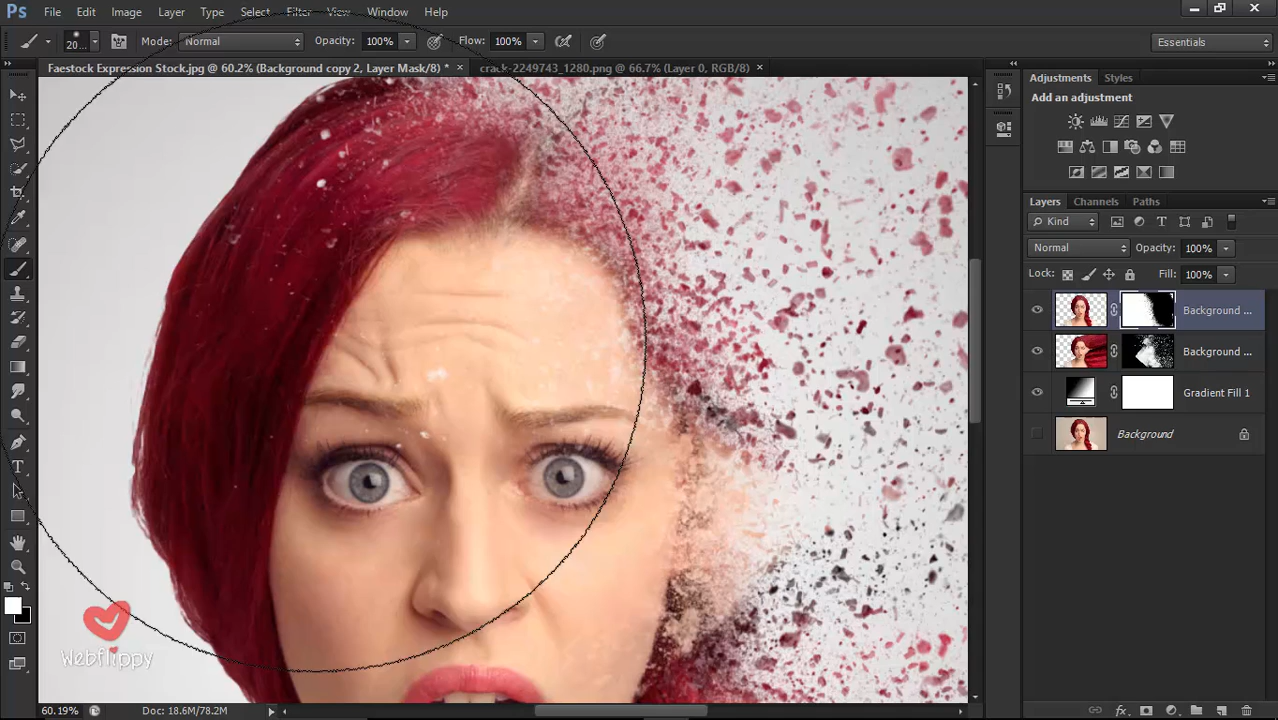 Ps File Edit Image Layer Type Select Filter View Window Help
20... Mode: Normal Opacity: 100% Flow: 100% Essentials
Faestock Expression Stock.jpg @ 60.2% (Background copy 2, Layer Mask/8) * × crack-2249743_1280.png @ 66.7% (Layer 0, RGB/8) ×
Adjustments Styles
Add an adjustment
Layers Channels Paths
Kind
Normal Opacity: 100%
Lock: Fill: 100%
Background ...
Background ...
Gradient Fill 1
Background
Webflippy
60.19% Doc: 18.6M/78.2M